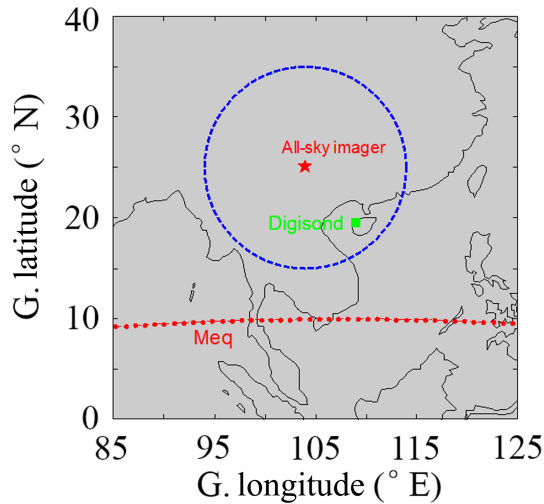 40
30
20
10
0
G. latitude (° N)
All-sky imager
Digisond
Meq
85
95
105
115
125
G. longitude (° E)